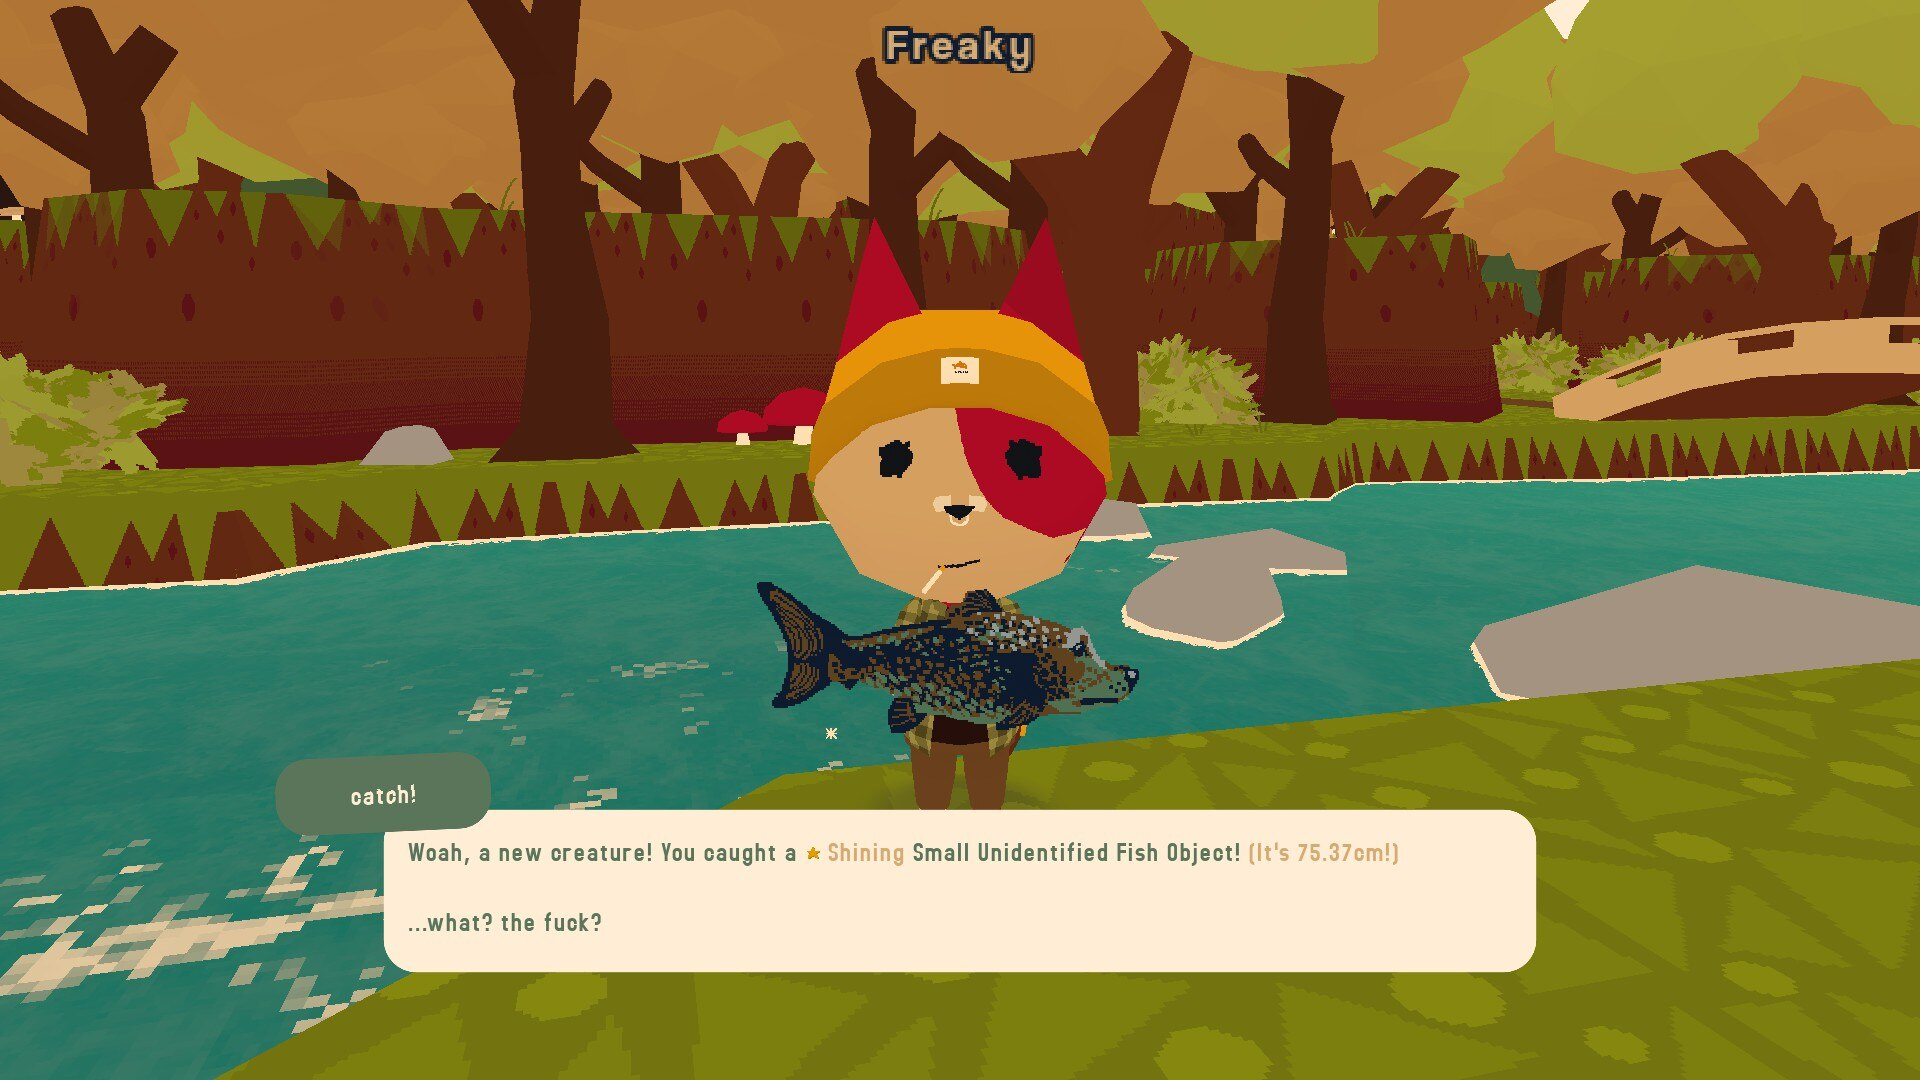 Freaky
catch!
Woah, a new creature! You caught a ★ Shining Small Unidentified Fish Object! (It's 75.37cm!)
...what? the fuck?